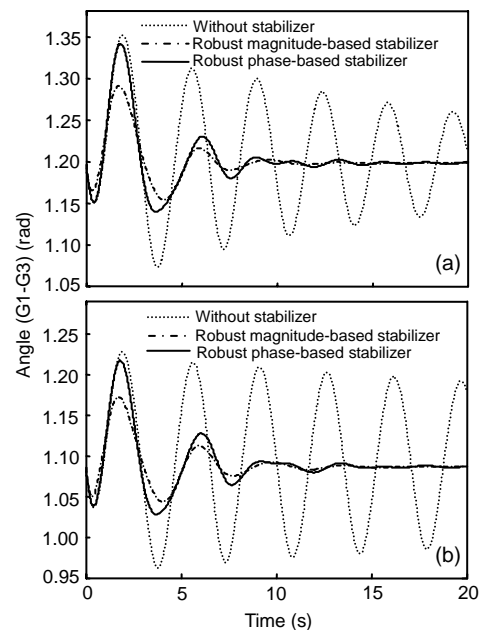 1.35
1.30
1.25
1.20
1.15
1.10
1.05
Without stabilizer
Robust magnitude-based stabilizer
Robust phase-based stabilizer
(a)
Angle (G1-G3) (rad)
1.25
1.20
1.15
1.10
1.05
1.00
0.95
Without stabilizer
Robust magnitude-based stabilizer
Robust phase-based stabilizer
(b)
0 5 10 15 20
Time (s)